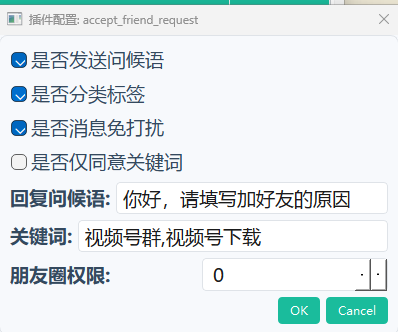 插件配置: accept_friend_request
是否发送问候语
是否分类标签
是否消息免打扰
是否仅同意关键词
回复问候语: 你好，请填写加好友的原因
关键词: 视频号群,视频号下载
朋友圈权限: 0
OK Cancel